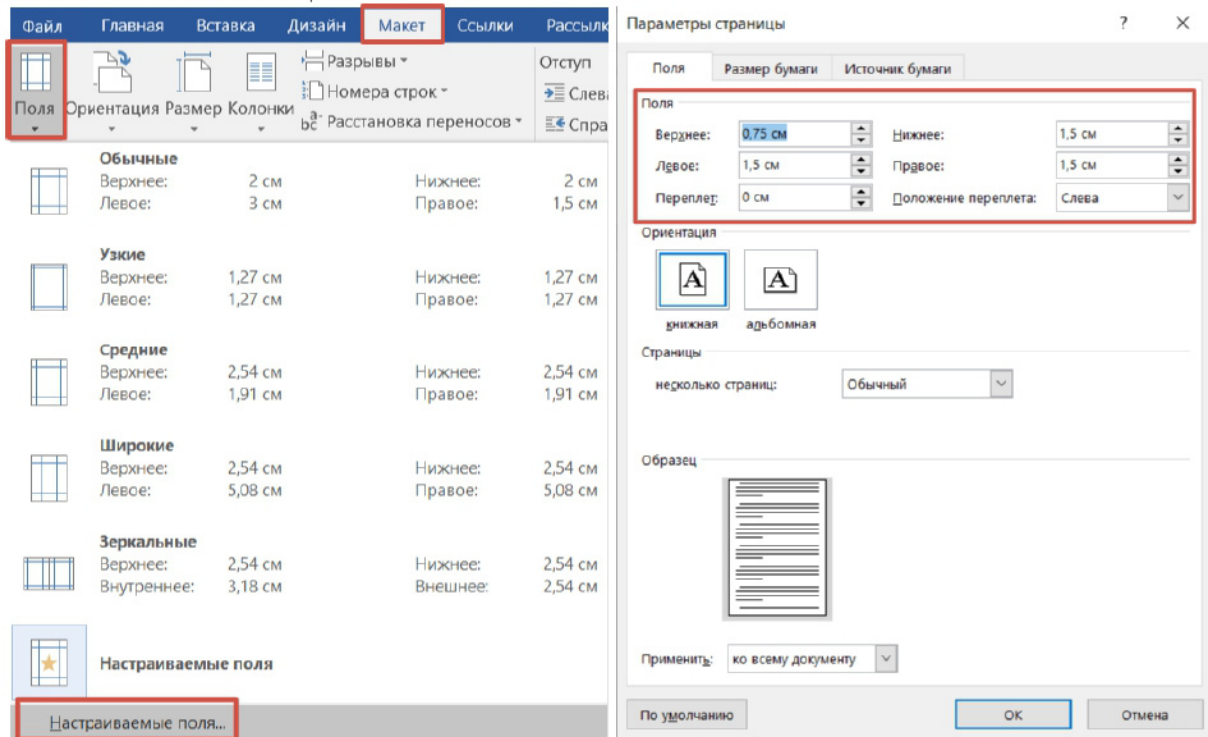 Файл Главная Вставка Дизайн Макет Ссылки Рассылк
Поля Ориентация Размер Колонки
Разрывы
Номера строк
Расстановка переносов
Отступ
Слева
Спра
Обычные
Верхнее: 2 см Нижнее: 2 см
Левое: 3 см Правое: 1,5 см
Узкие
Верхнее: 1,27 см Нижнее: 1,27 см
Левое: 1,27 см Правое: 1,27 см
Средние
Верхнее: 2,54 см Нижнее: 2,54 см
Левое: 1,91 см Правое: 1,91 см
Широкие
Верхнее: 2,54 см Нижнее: 2,54 см
Левое: 5,08 см Правое: 5,08 см
Зеркальные
Верхнее: 2,54 см Нижнее: 2,54 см
Внутреннее: 3,18 см Внешнее: 2,54 см
Настраиваемые поля
Настраиваемые поля...
Параметры страницы ?
Поля Размер бумаги Источник бумаги
Поля
Верхнее: 0,75 см Нижнее: 1,5 см
Левое: 1,5 см Правое: 1,5 см
Переплет: 0 см Положение переплета: Слева
Ориентация
A A
книжная альбомная
Страницы
несколько страниц: Обычный
Образец
Применить: ко всему документу
По умолчанию ОК Отмена